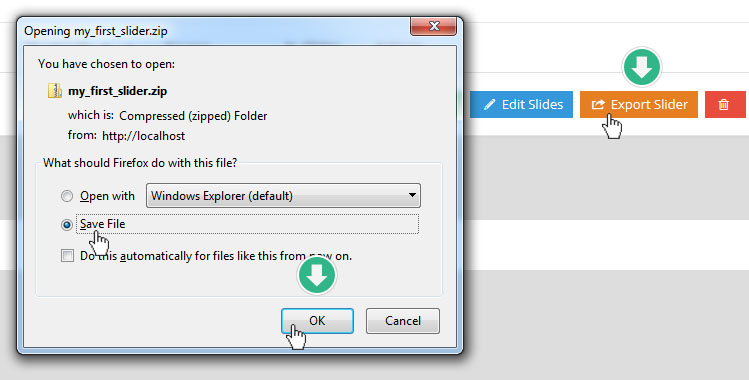 Opening my_first_slider.zip
You have chosen to open:
my_first_slider.zip
which is: Compressed (zipped) Folder
from: http://localhost
What should Firefox do with this file?
Open with Windows Explorer (default)
Save File
Do this automatically for files like this from now on.
OK Cancel
Edit Slides Export Slider